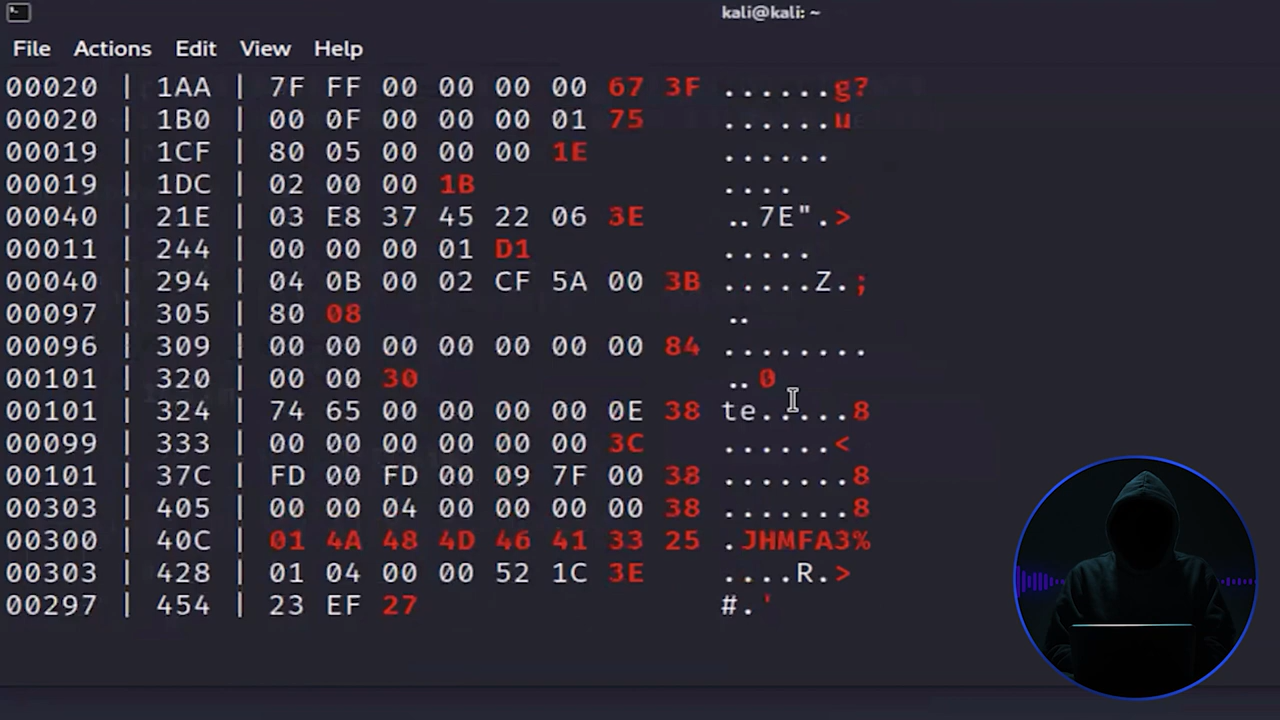 kali@kali: ~
File Actions Edit View Help
00020 | 1AA | 7F FF 00 00 00 00 67 3F ......g?
00020 | 1B0 | 00 0F 00 00 00 01 75 ......u
00019 | 1CF | 80 05 00 00 00 1E ......
00019 | 1DC | 02 00 00 1B ....
00040 | 21E | 03 E8 37 45 22 06 3E ..7E".>
00011 | 244 | 00 00 00 01 D1 .....
00040 | 294 | 04 0B 00 02 CF 5A 00 3B .....Z.;
00097 | 305 | 80 08 ..
00096 | 309 | 00 00 00 00 00 00 00 84 ........
00101 | 320 | 00 00 30 ..0
00101 | 324 | 74 65 00 00 00 00 0E 38 te.....8
00099 | 333 | 00 00 00 00 00 00 3C ......<
00101 | 37C | FD 00 FD 00 09 7F 00 38 .......8
00303 | 405 | 00 00 04 00 00 00 00 38 .......8
00300 | 40C | 01 4A 48 4D 46 41 33 25 .JHMFA3%
00303 | 428 | 01 04 00 00 52 1C 3E ....R.>
00297 | 454 | 23 EF 27 #.'